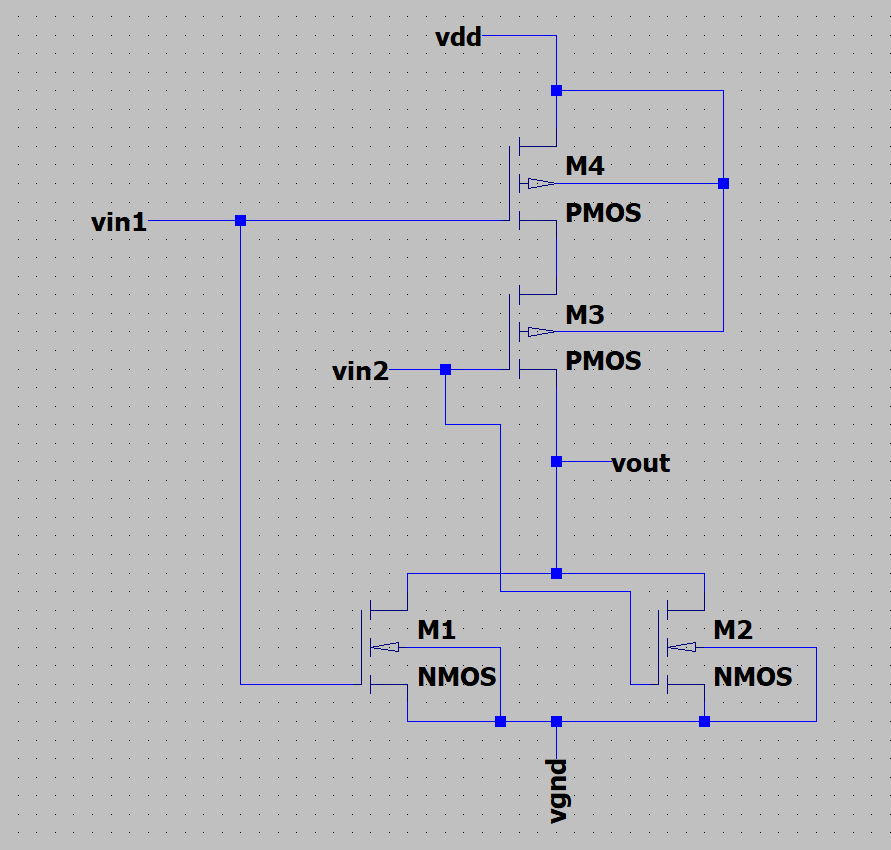 vdd
M4
PMOS
vin1
M3
PMOS
vin2
vout
M1
NMOS
M2
NMOS
vgnd